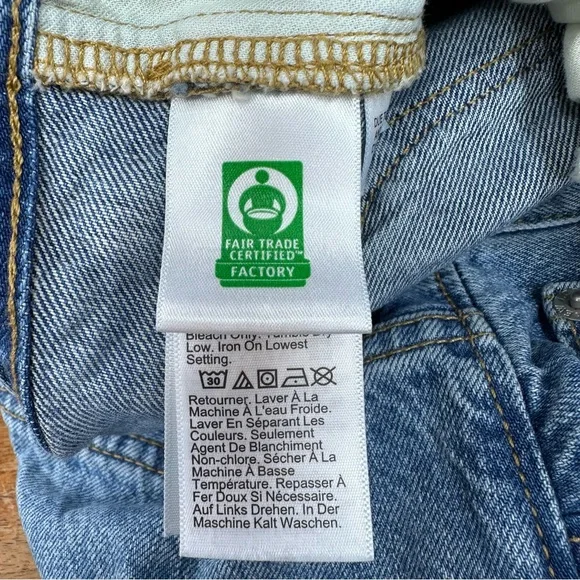 FAIR TRADE
CERTIFIED™
FACTORY
Bleach Only. Tumble Dry
Low. Iron On Lowest
Setting.
30
Retourner. Laver À La
Machine À L'eau Froide.
Laver En Séparant Les
Couleurs. Seulement
Agent De Blanchiment
Non-chlore. Sécher À La
Machine À Basse
Température. Repasser À
Fer Doux Si Nécessaire.
Auf Links Drehen. In Der
Maschine Kalt Waschen.